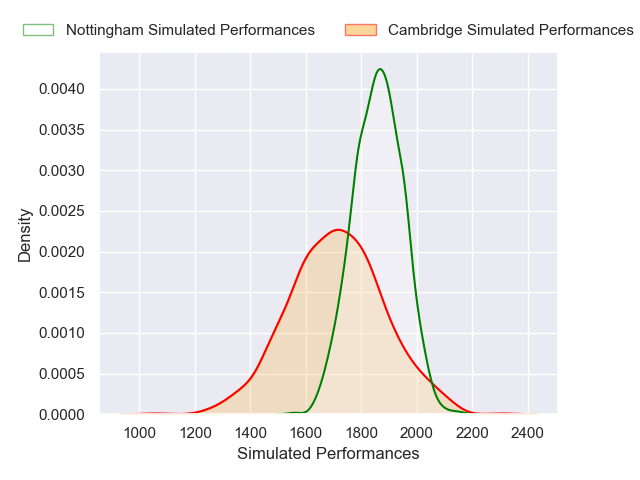 Nottingham Simulated Performances Cambridge Simulated Performances
0.0040
0.0035
0.0030
0.0025
0.0020
0.0015
0.0010
0.0005
0.0000
Density
1000 1200 1400 1600 1800 2000 2200 2400
Simulated Performances